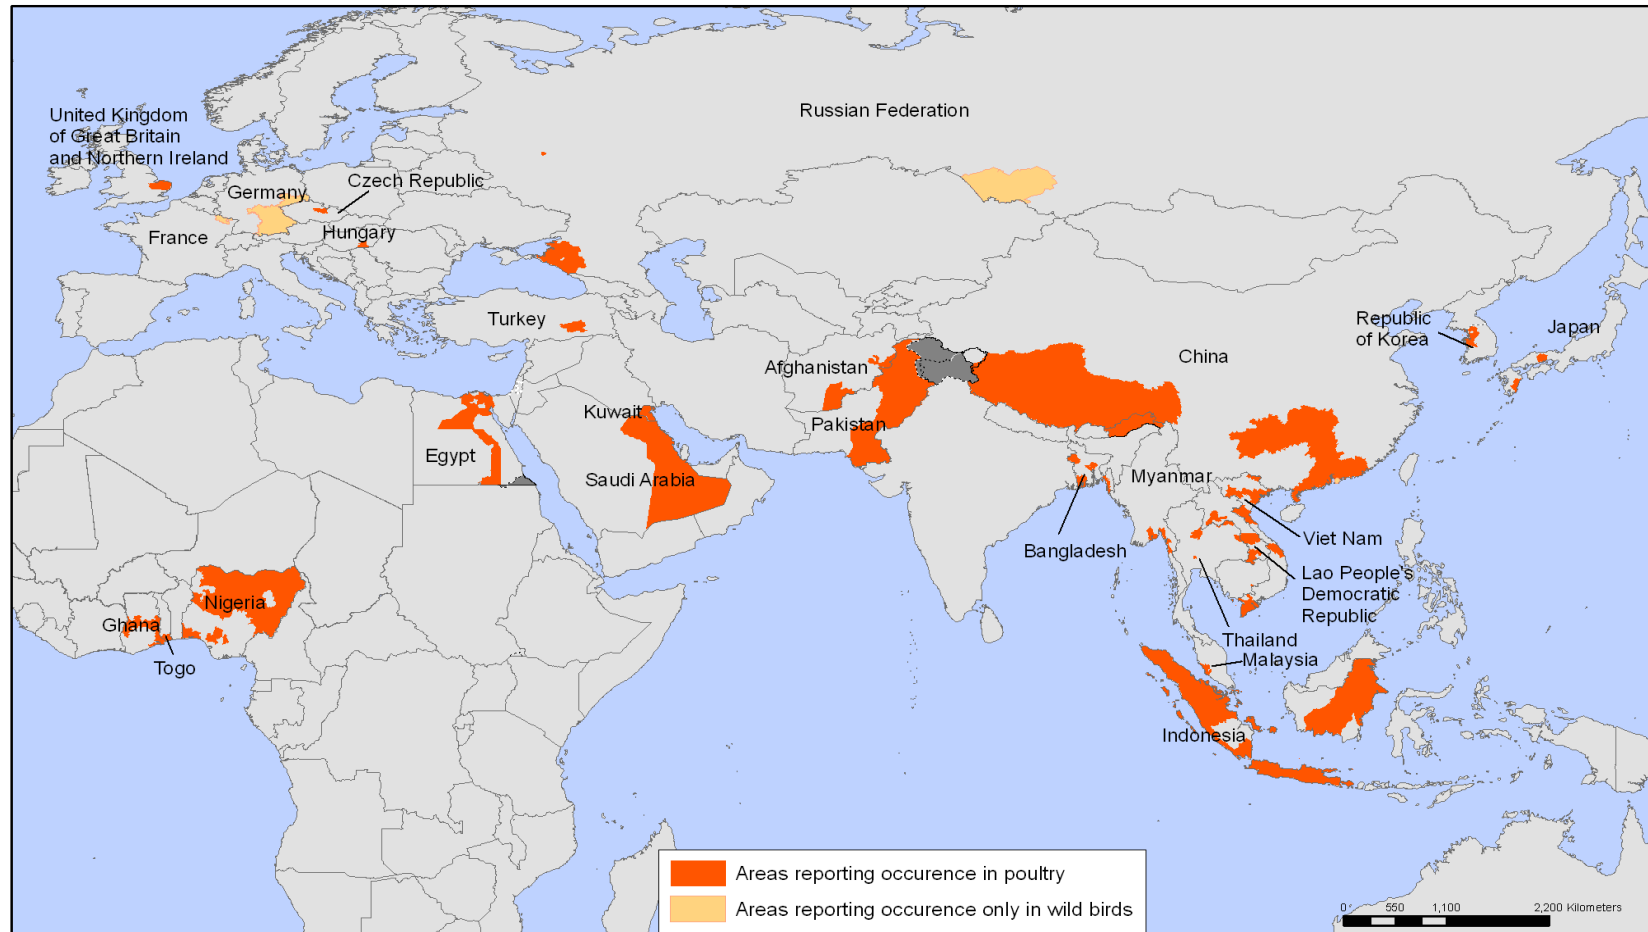 United Kingdom
of Great Britain
and Northern Ireland
Russian Federation
Germany
Czech Republic
France
Hungary
Turkey
Republic
of Korea
Japan
China
Afghanistan
Kuwait
Pakistan
Egypt
Saudi Arabia
Myanmar
Bangladesh
Viet Nam
Lao People's
Democratic
Republic
Nigeria
Ghana
Togo
Thailand
Malaysia
Indonesia
Areas reporting occurence in poultry
Areas reporting occurence only in wild birds
0 550 1,100 2,200 Kilometers